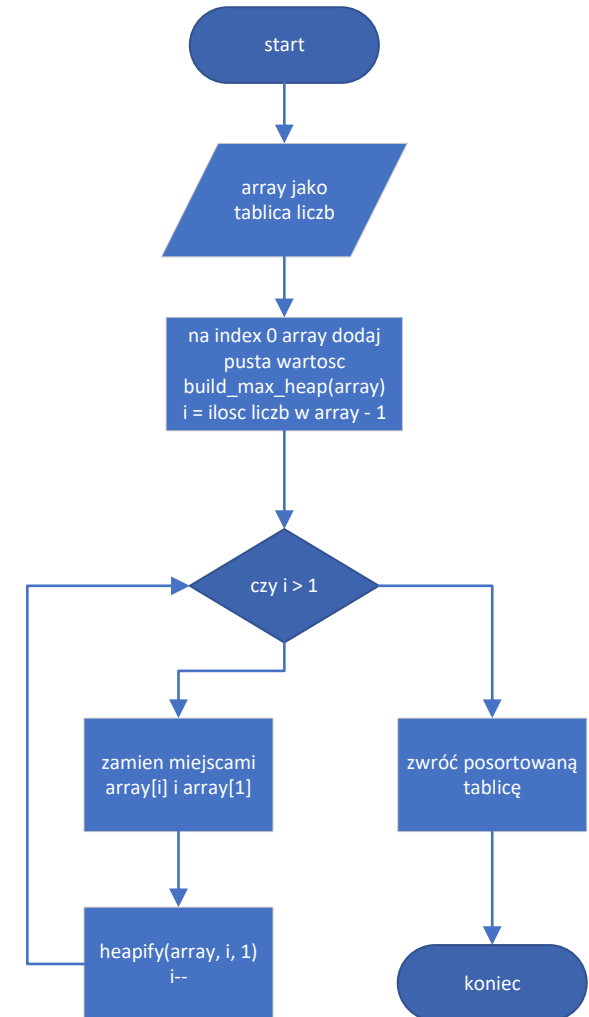 start
array jako
tablica liczb
na index 0 array dodaj
pusta wartosc
build_max_heap(array)
i = ilosc liczb w array - 1
czy i > 1
zamien miejscami
array[i] i array[1]
zwróć posortowaną
tablicę
heapify(array, i, 1)
i--
koniec